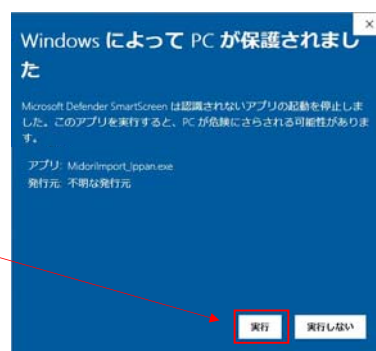 Windows によって PC が保護されまし
た
Microsoft Defender SmartScreen は認識されないアプリの起動を停止しま
した。このアプリを実行すると、PC が危険にさらされる可能性がありま
す。
アプリ: MidoriImport_Ippan.exe
発行元: 不明な発行元
実行 実行しない